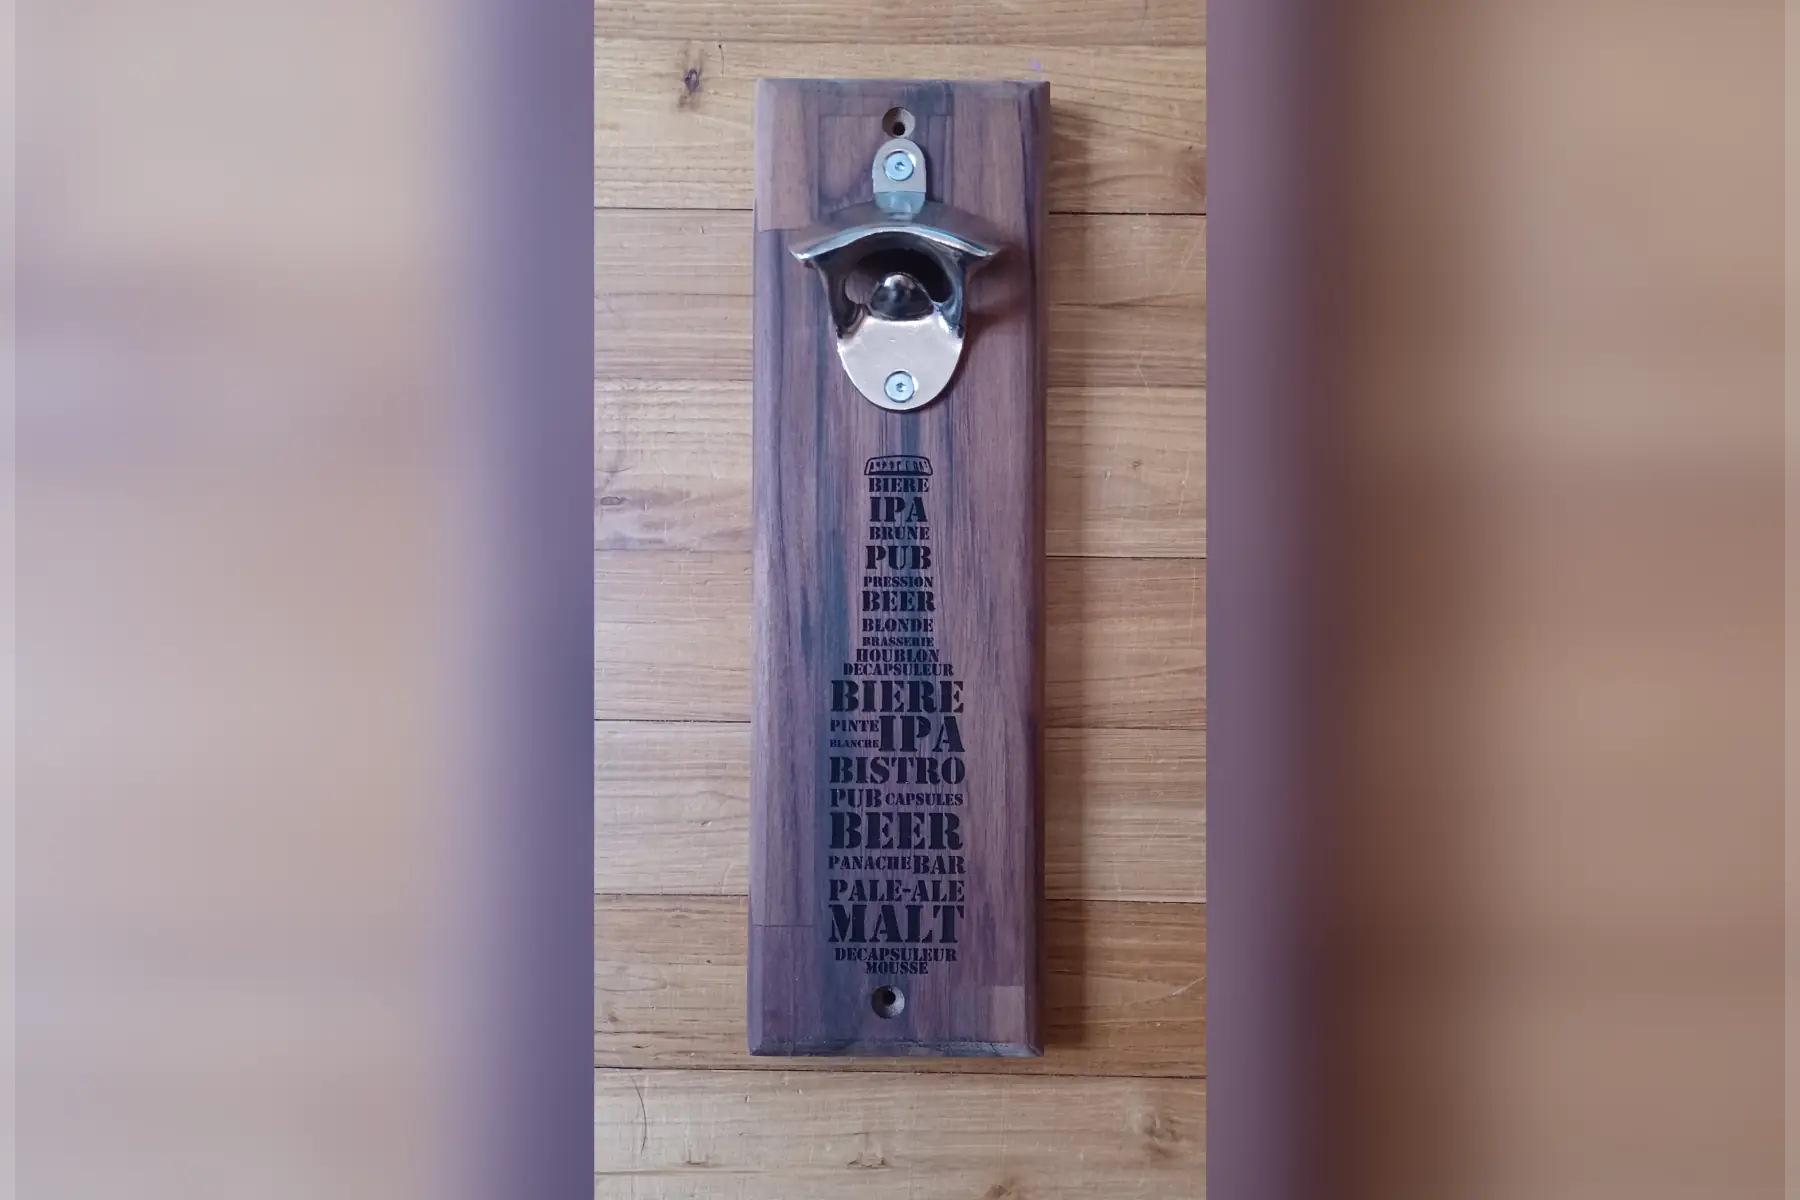 BIERE
IPA
BRUNE
PUB
PRESSION
BEER
BLONDE
BRASSERIE
HOUBLON
DECAPSULEUR
BIERE
PINTE IPA
BLANCHE
BISTRO
PUB CAPSULES
BEER
PANACHE BAR
PALE-ALE
MALT
DECAPSULEUR
MOUSSE